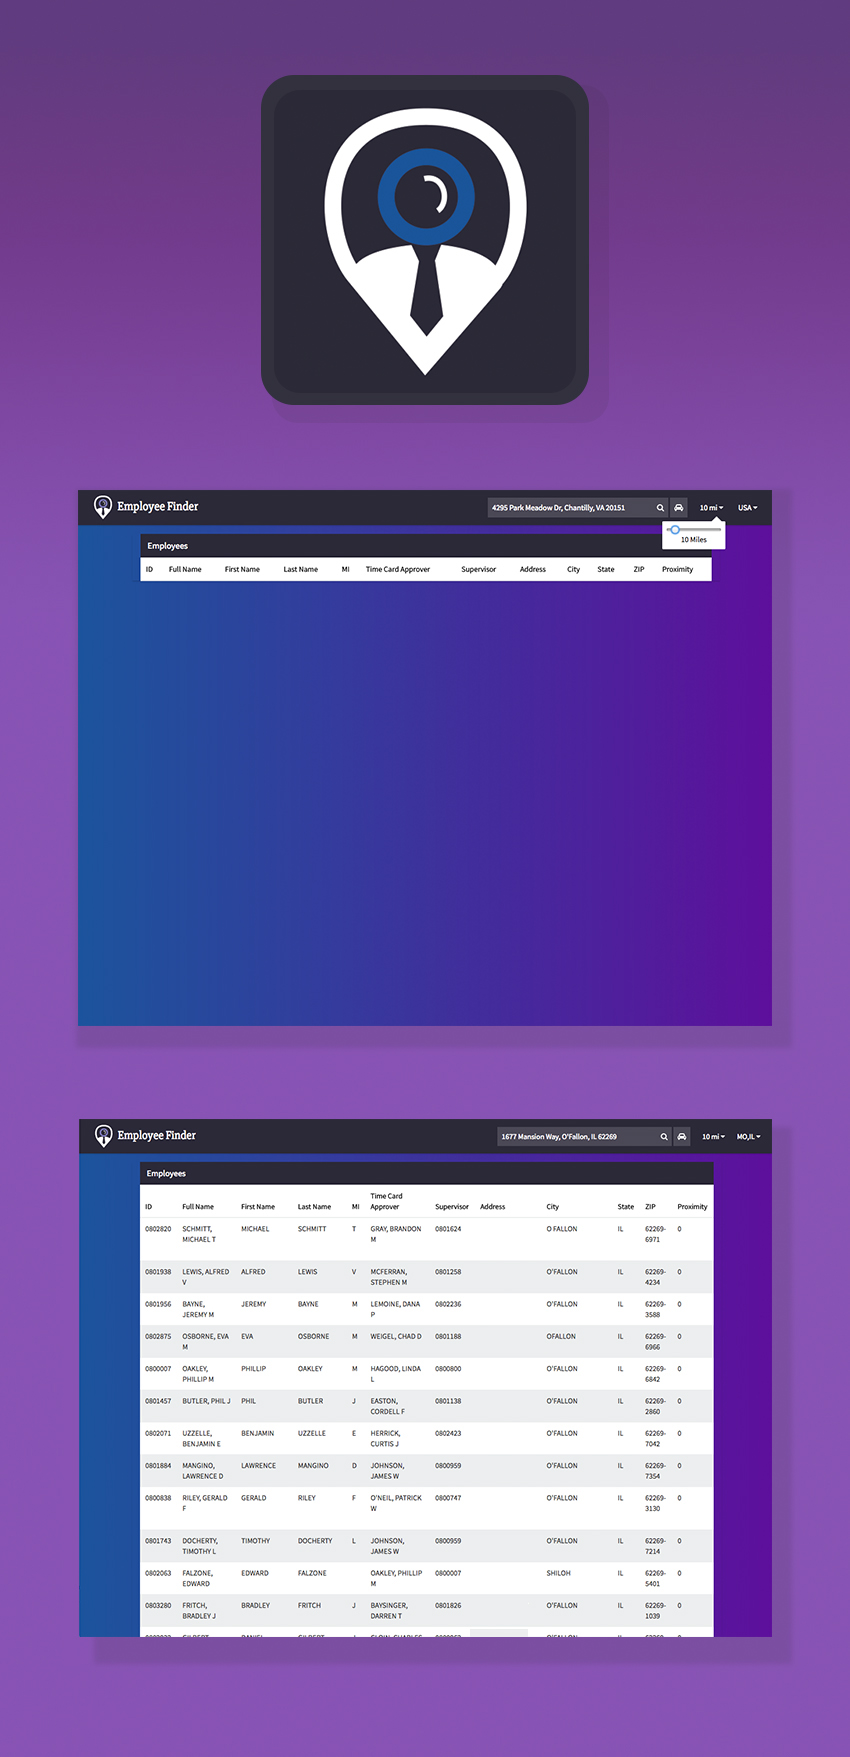 Employee Finder 4295 Park Meadow Dr, Chantilly, VA 20151 10 mi USA
10 Miles
Employees
ID Full Name First Name Last Name MI Time Card Approver Supervisor Address City State ZIP Proximity
Employee Finder 1677 Mansion Way, O'Fallon, IL 62269 10 mi MO,IL
Employees
Time Card
ID Full Name First Name Last Name MI Approver Supervisor Address City State ZIP Proximity
0802820 SCHMITT, MICHAEL SCHMITT T GRAY, BRANDON 0801624 O FALLON IL 62269- 0
MICHAEL T M 6971
0801938 LEWIS, ALFRED ALFRED LEWIS V MCFERRAN, 0801258 O'FALLON IL 62269- 0
V STEPHEN M 4234
0801956 BAYNE, JEREMY BAYNE M LEMOINE, DANA 0802236 O'FALLON IL 62269- 0
JEREMY M P 3588
0802875 OSBORNE, EVA EVA OSBORNE M WEIGEL, CHAD D 0801188 OFALLON IL 62269- 0
M 6966
0800007 OAKLEY, PHILLIP OAKLEY M HAGOOD, LINDA 0800800 O'FALLON IL 62269- 0
PHILLIP M L 6842
0801457 BUTLER, PHIL J PHIL BUTLER J EASTON, 0801138 O'FALLON IL 62269- 0
CORDELL F 2860
0802071 UZZELLE, BENJAMIN UZZELLE E HERRICK, 0802423 O'FALLON IL 62269- 0
BENJAMIN E CURTIS J 7042
0801884 MANGINO, LAWRENCE MANGINO D JOHNSON, 0800959 O'FALLON IL 62269- 0
LAWRENCE D JAMES W 7354
0800838 RILEY, GERALD GERALD RILEY F O'NEIL, PATRICK 0800747 O'FALLON IL 62269- 0
F W 3130
0801743 DOCHERTY, TIMOTHY DOCHERTY L JOHNSON, 0800959 O'FALLON IL 62269- 0
TIMOTHY L JAMES W 7214
0802063 FALZONE, EDWARD FALZONE OAKLEY, PHILLIP 0800007 SHILOH IL 62269- 0
EDWARD M 5401
0803280 FRITCH, BRADLEY FRITCH J BAYSINGER, 0801826 O'FALLON IL 62269- 0
BRADLEY J DARREN T 1039